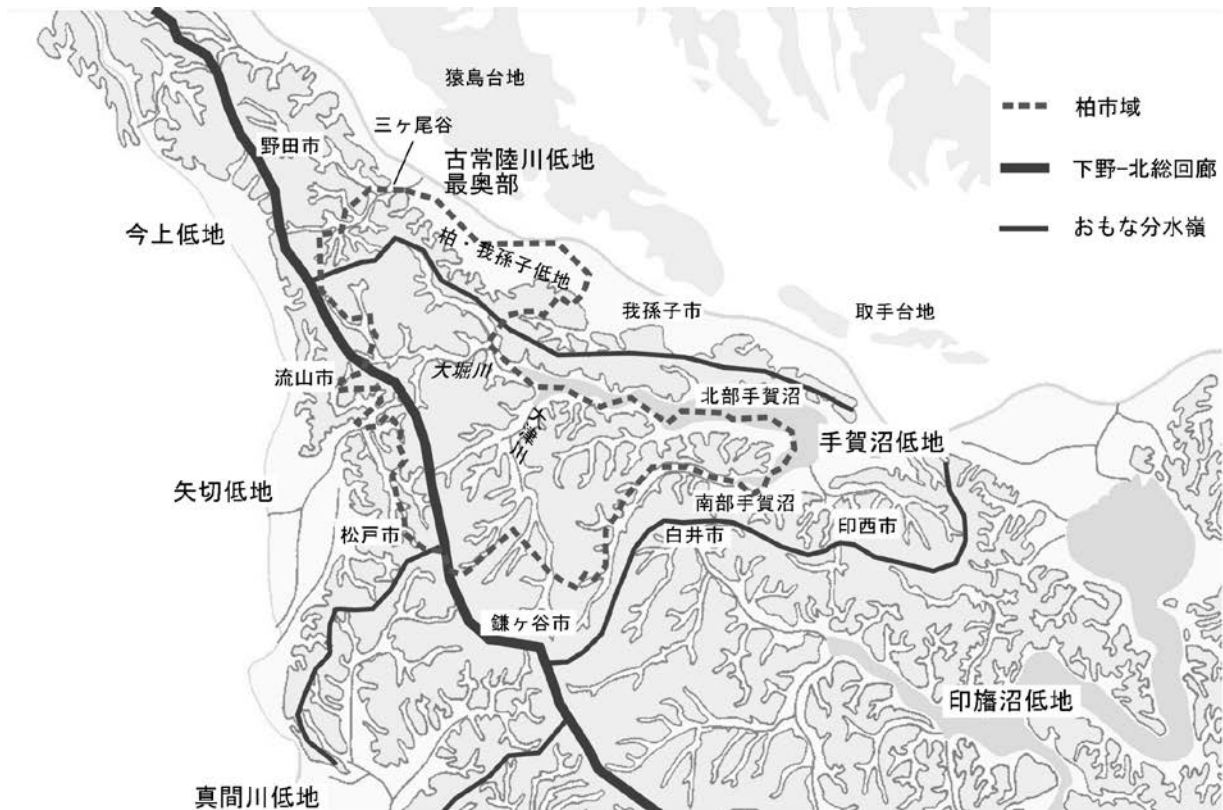 猿島台地
三ヶ尾谷
野田市
古常陸川低地
最奥部
今上低地
柏・我孫子低地
我孫子市
取手台地
流山市
大堀川
北部手賀沼
大津川
手賀沼低地
矢切低地
南部手賀沼
松戸市
白井市
印西市
鎌ヶ谷市
印旛沼低地
真間川低地
柏市域
下野-北総回廊
おもな分水嶺